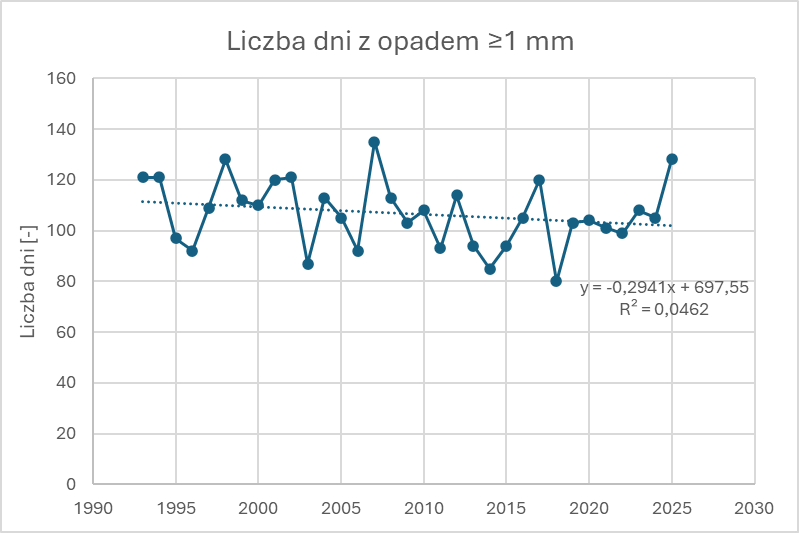 Liczba dni z opadem ≥1 mm
160
140
120
100
80
60
40
20
0
Liczba dni [-]
y = -0,2941x + 697,55
R² = 0,0462
1990 1995 2000 2005 2010 2015 2020 2025 2030